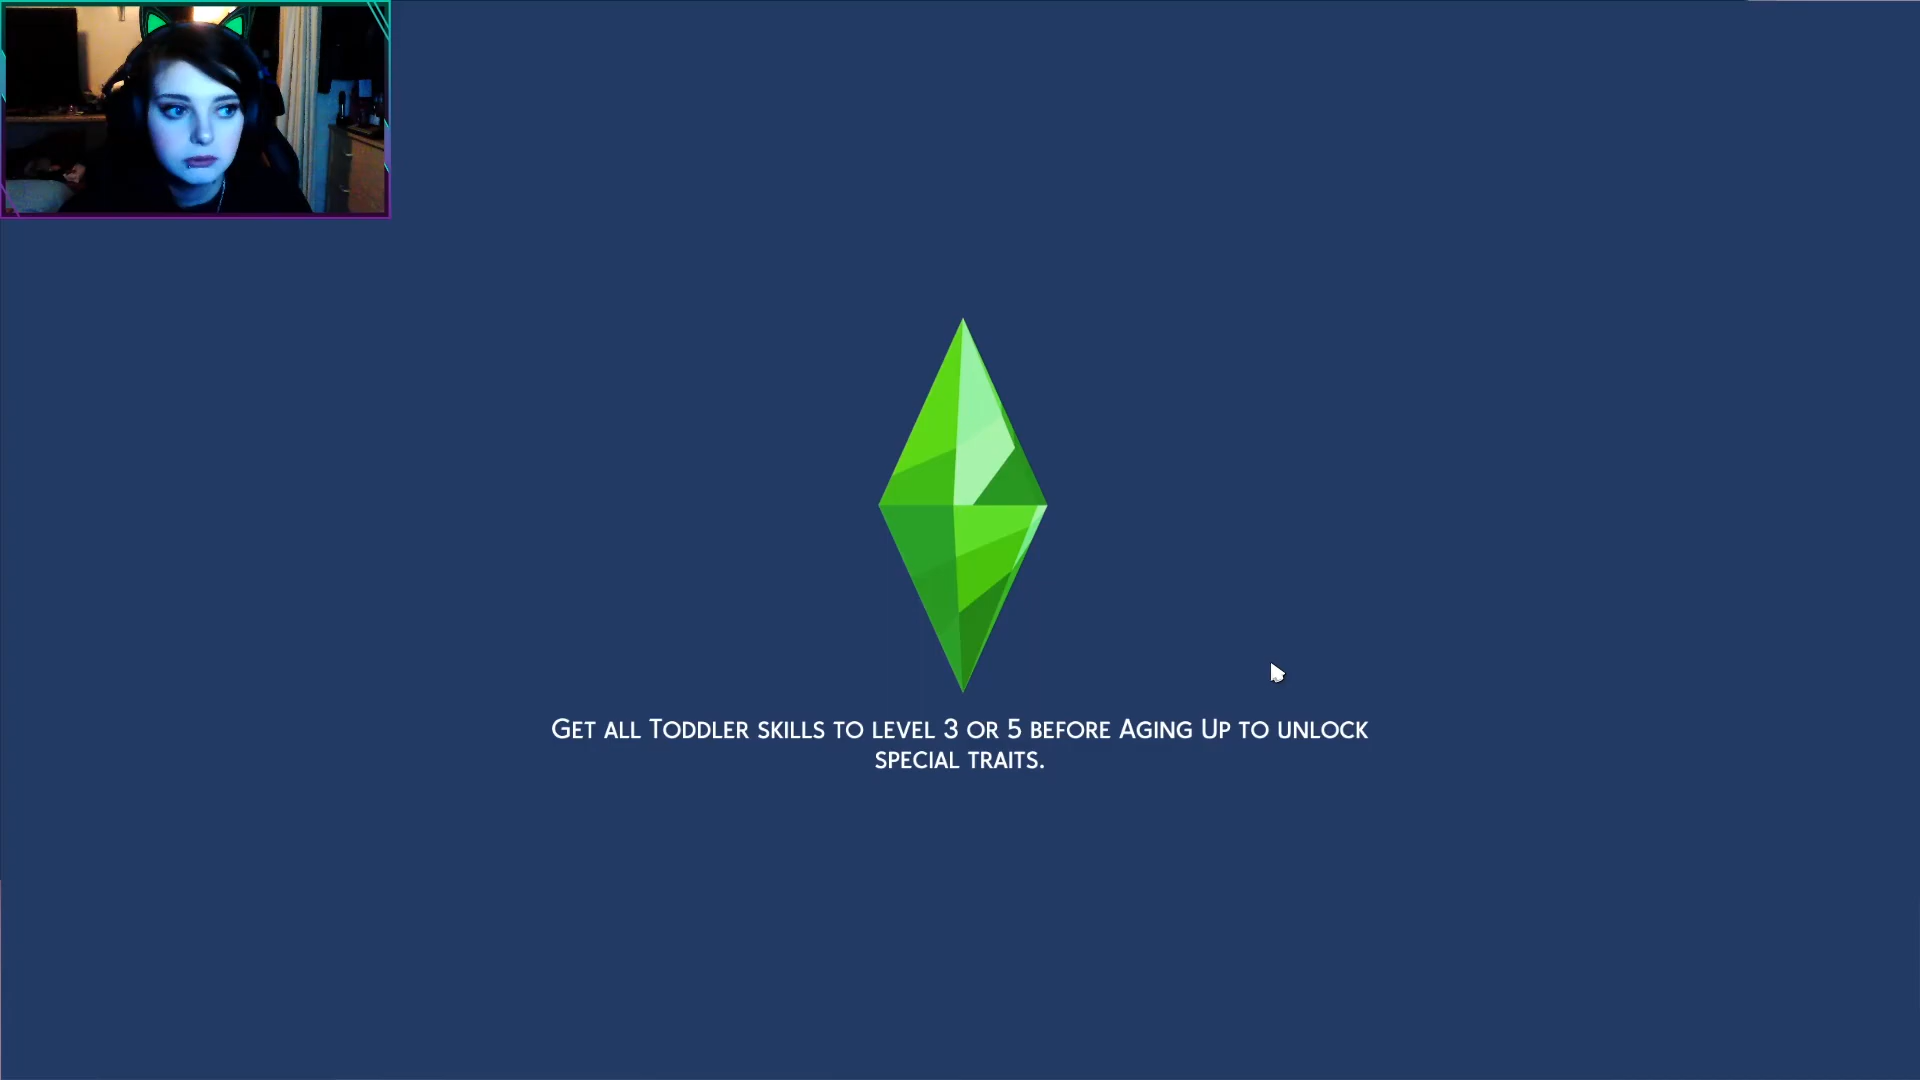 Get all Toddler skills to level 3 or 5 before Aging Up to unlock
special traits.